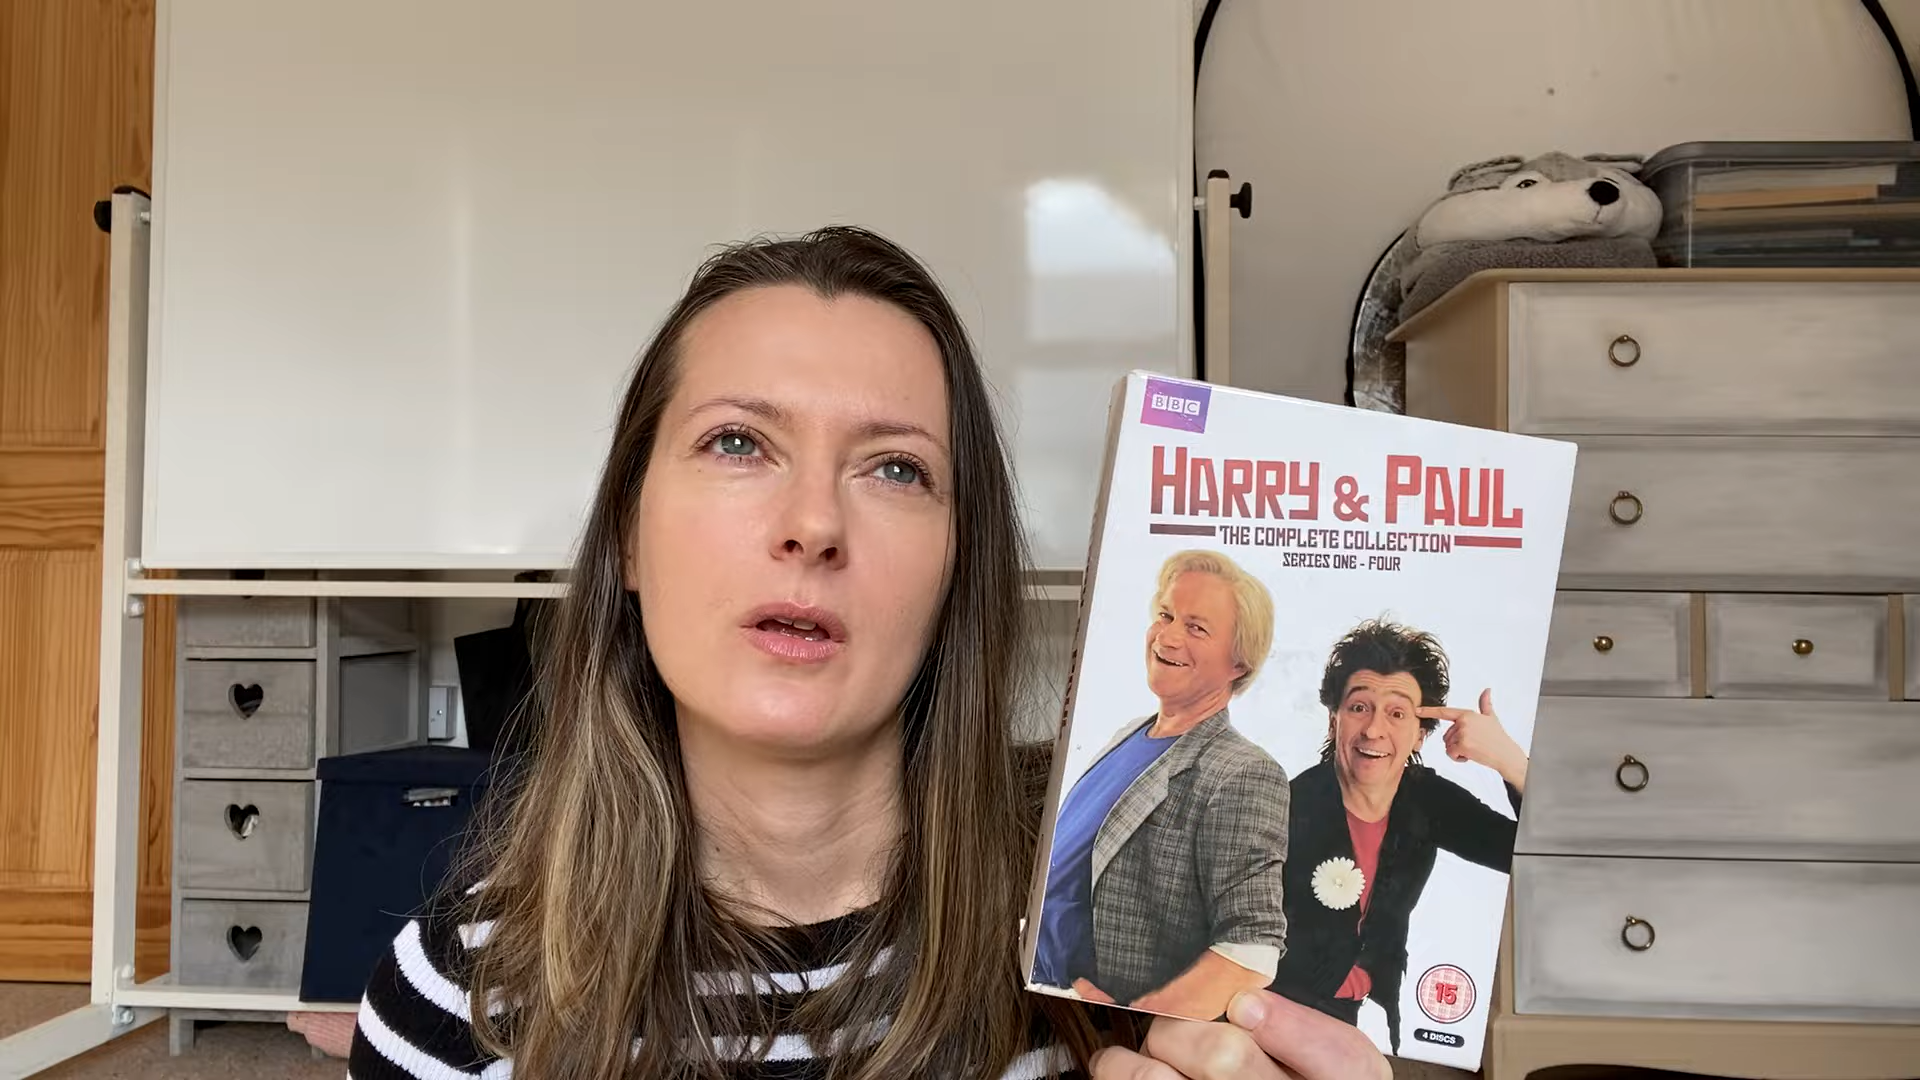 BBC
HARRY & PAUL
THE COMPLETE COLLECTION
SERIES ONE - FOUR
15
4 DISCS